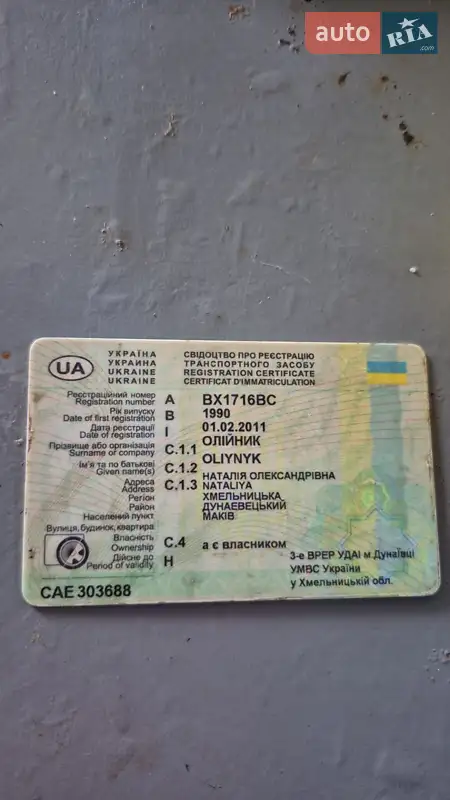 auto RIA .com
УКРАЇНА
УКРАИНА
UKRAINE
UKRAINE
UA
СВІДОЦТВО ПРО РЕЄСТРАЦІЮ
ТРАНСПОРТНОГО ЗАСОБУ
REGISTRATION CERTIFICATE
CERTIFICAT D'IMMATRICULATION
Реєстраційний номер
Registration number A BX1716BC
Рік випуску
Date of first registration B 1990
Дата реєстрації
Date of registration I 01.02.2011
Прізвище або організація ОЛІЙНИК
Surname or company C.1.1 OLIYNYK
Ім'я та по батькові НАТАЛІЯ ОЛЕКСАНДРІВНА
Given name(s) C.1.2 NATALIYA
Адреса
Address C.1.3
Регіон ХМЕЛЬНИЦЬКА,
Район ДУНАЕВЕЦЬКИЙ
Населений пункт МАКІВ
Вулиця, будинок, квартира
Власність
Ownership C.4 а є власником
Дійсне до
Period of validity H
3-є ВРЕР УДАІ м.Дунаївці
УМВС України
у Хмельницькій обл.
САЕ 303688